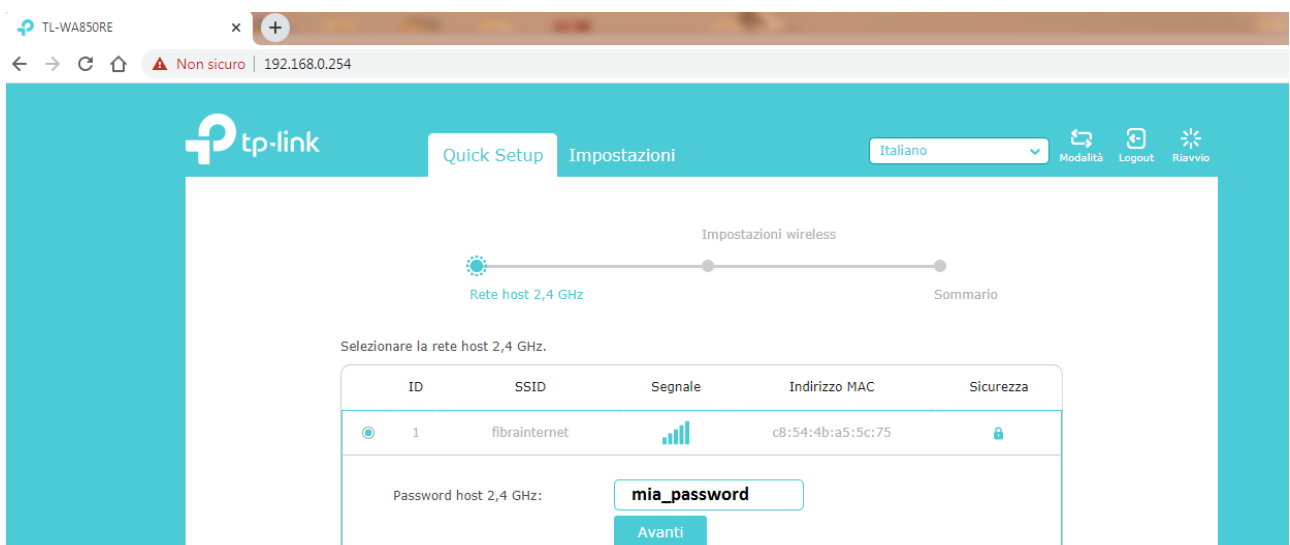 TL-WA850RE
Non sicuro | 192.168.0.254
tp-link
Quick Setup
Impostazioni
Italiano
Modalità
Logout
Riavvio
Impostazioni wireless
Rete host 2,4 GHz
Sommario
Selezionare la rete host 2,4 GHz.
ID SSID Segnale Indirizzo MAC Sicurezza
1 fibrainternet c8:54:4b:a5:5c:75
Password host 2,4 GHz: mia_password
Avanti